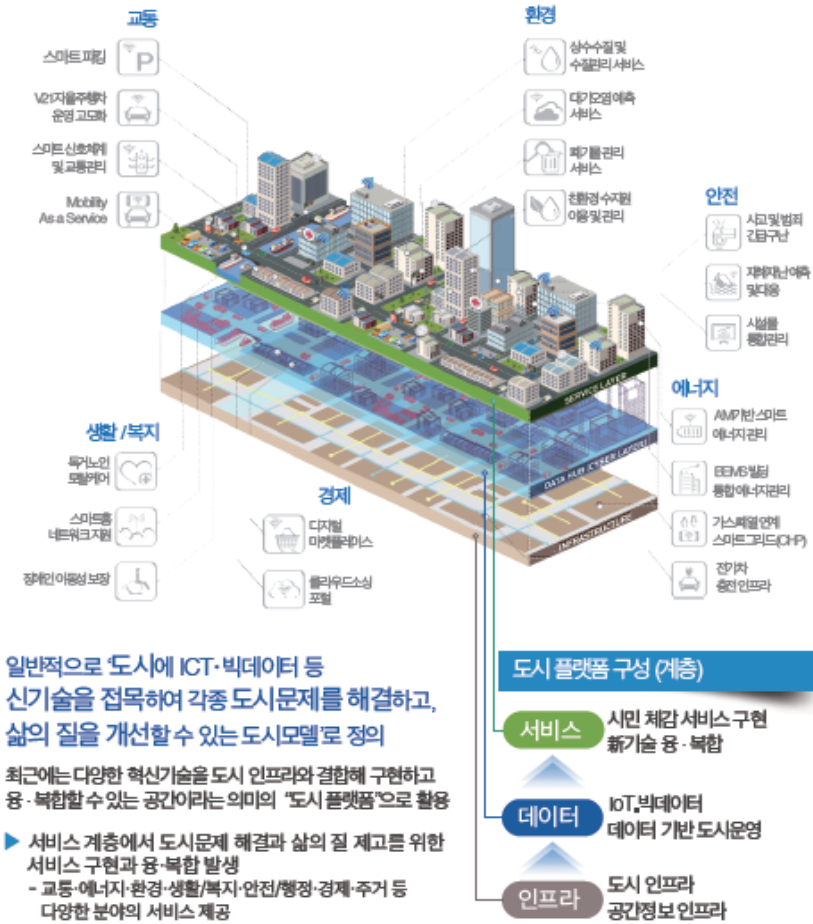 교통
스마트 파킹
V2I 자율주행차
운영 고도화
스마트 신호체계
및 교통관리
Mobility
As a Service
환경
상수수질 및
수질관리 서비스
대기오염 예측
서비스
폐기물 관리
서비스
친환경 수자원
이용 및 관리
안전
사고 및 범죄
긴급구난
재해재난 예측
및 대응
시설물
통합관리
에너지
AMI기반 스마트
에너지 관리
BEMS 빌딩
통합에너지관리
가스/폐열 연계
스마트그리드(CHP)
전기차
충전 인프라
SERVICE LAYER
DATA HUB (CYBER LAYER)
INFRASTRUCTURE
생활 / 복지
독거노인
토탈케어
스마트홈
네트워크 지원
장애인 이동성 보장
경제
디지털
마켓플레이스
클라우드소싱
포털
일반적으로 '도시에 ICT·빅데이터 등
신기술을 접목하여 각종 도시문제를 해결하고,
삶의 질을 개선할 수 있는 도시모델'로 정의
최근에는 다양한 혁신기술을 도시 인프라와 결합해 구현하고
융 · 복합할 수 있는 공간이라는 의미의 "도시 플랫폼"으로 활용
▶ 서비스 계층에서 도시문제 해결과 삶의 질 제고를 위한
서비스 구현과 융·복합 발생
- 교통·에너지·환경·생활/복지·안전/행정·경제·주거 등
다양한 분야의 서비스 제공
도시 플랫폼 구성 (계층)
서비스
시민 체감 서비스 구현
新기술 융 · 복합
데이터
IoT, 빅데이터
데이터 기반 도시운영
인프라
도시 인프라
공간정보 인프라